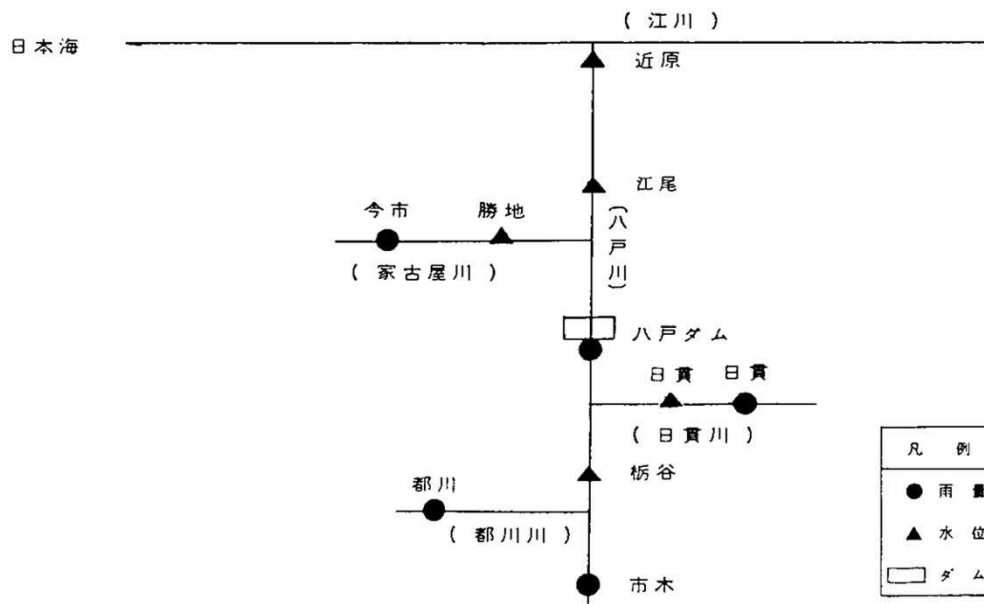 ( 江川 )
日本海
近原
江尾
今市
勝地
(八戸川)
( 家古屋川 )
八戸ダム
日貫
日貫
( 日貫川 )
栃谷
都川
( 都川川 )
市木
凡 例
雨 量
水 位
ダ ム